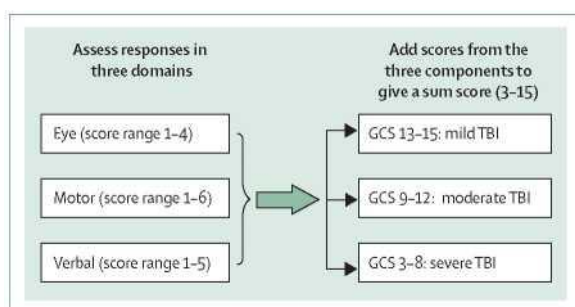 Assess responses in
three domains
Eye (score range 1–4)
Motor (score range 1–6)
Verbal (score range 1–5)
Add scores from the
three components to
give a sum score (3–15)
GCS 13–15: mild TBI
GCS 9–12: moderate TBI
GCS 3–8: severe TBI